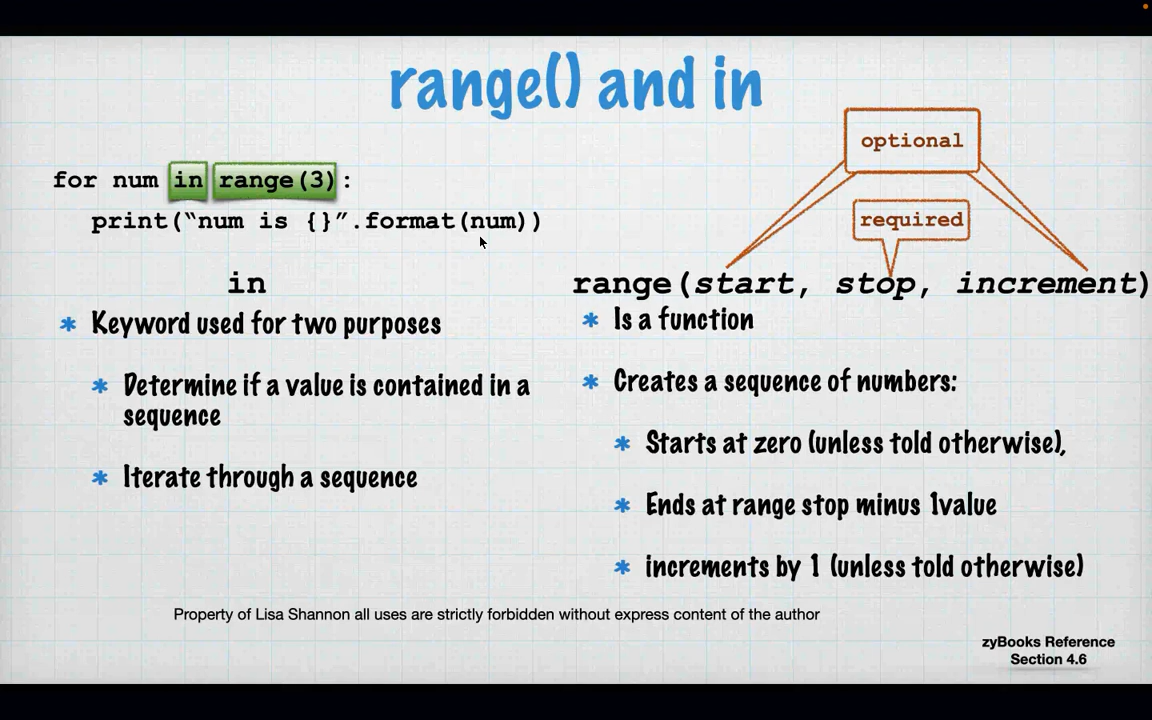 range() and in
for num in range(3):
print(“num is {}”.format(num))
in
* Keyword used for two purposes
* Determine if a value is contained in a
sequence
* Iterate through a sequence
optional
required
range(start, stop, increment)
* Is a function
* Creates a sequence of numbers:
* Starts at zero (unless told otherwise),
* Ends at range stop minus 1value
* increments by 1 (unless told otherwise)
Property of Lisa Shannon all uses are strictly forbidden without express content of the author
zyBooks Reference
Section 4.6